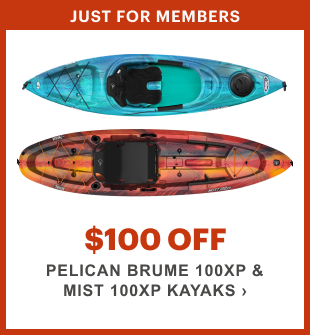 JUST FOR MEMBERS
$100 OFF
PELICAN BRUME 100XP &
MIST 100XP KAYAKS ›